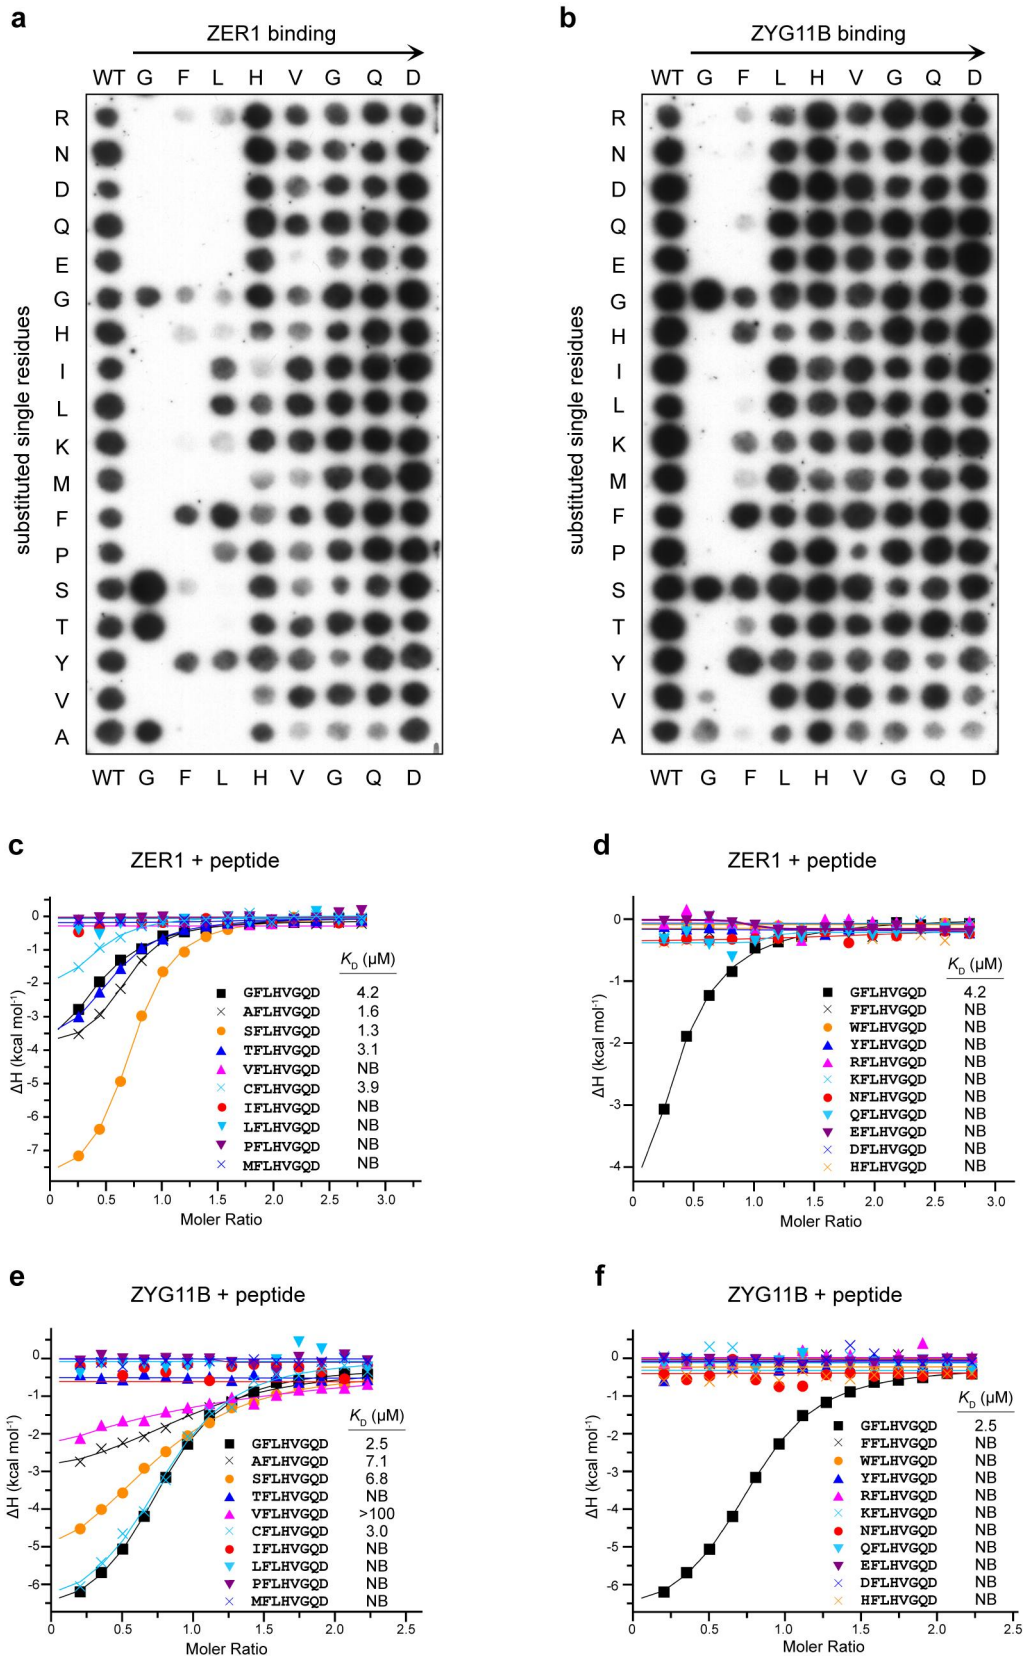 a
ZER1 binding
WT G F L H V G Q D
R
N
D
Q
E
G
H
I
L
K
M
F
P
S
T
Y
V
A
substituted single residues
WT G F L H V G Q D
b
ZYG11B binding
WT G F L H V G Q D
R
N
D
Q
E
G
H
I
L
K
M
F
P
S
T
Y
V
A
substituted single residues
WT G F L H V G Q D
c
ZER1 + peptide
ΔH (kcal mol-1)
0
-1
-2
-3
-4
-5
-6
-7
KD (μM)
GFLHVGQD 4.2
AFLHVGQD 1.6
SFLHVGQD 1.3
TFLHVGQD 3.1
VFLHVGQD NB
CFLHVGQD 3.9
IFLHVGQD NB
LFLHVGQD NB
PFLHVGQD NB
MFLHVGQD NB
0 0.5 1.0 1.5 2.0 2.5 3.0
Moler Ratio
d
ZER1 + peptide
ΔH (kcal mol-1)
0
-1
-2
-3
-4
KD (μM)
GFLHVGQD 4.2
FFLHVGQD NB
WFLHVGQD NB
YFLHVGQD NB
RFLHVGQD NB
KFLHVGQD NB
NFLHVGQD NB
QFLHVGQD NB
EFLHVGQD NB
DFLHVGQD NB
HFLHVGQD NB
0 0.5 1.0 1.5 2.0 2.5 3.0
Moler Ratio
e
ZYG11B + peptide
ΔH (kcal mol-1)
0
-1
-2
-3
-4
-5
-6
KD (μM)
GFLHVGQD 2.5
AFLHVGQD 7.1
SFLHVGQD 6.8
TFLHVGQD NB
VFLHVGQD >100
CFLHVGQD 3.0
IFLHVGQD NB
LFLHVGQD NB
PFLHVGQD NB
MFLHVGQD NB
0 0.5 1.0 1.5 2.0 2.5
Moler Ratio
f
ZYG11B + peptide
ΔH (kcal mol-1)
0
-1
-2
-3
-4
-5
-6
KD (μM)
GFLHVGQD 2.5
FFLHVGQD NB
WFLHVGQD NB
YFLHVGQD NB
RFLHVGQD NB
KFLHVGQD NB
NFLHVGQD NB
QFLHVGQD NB
EFLHVGQD NB
DFLHVGQD NB
HFLHVGQD NB
0 0.5 1.0 1.5 2.0 2.5
Moler Ratio